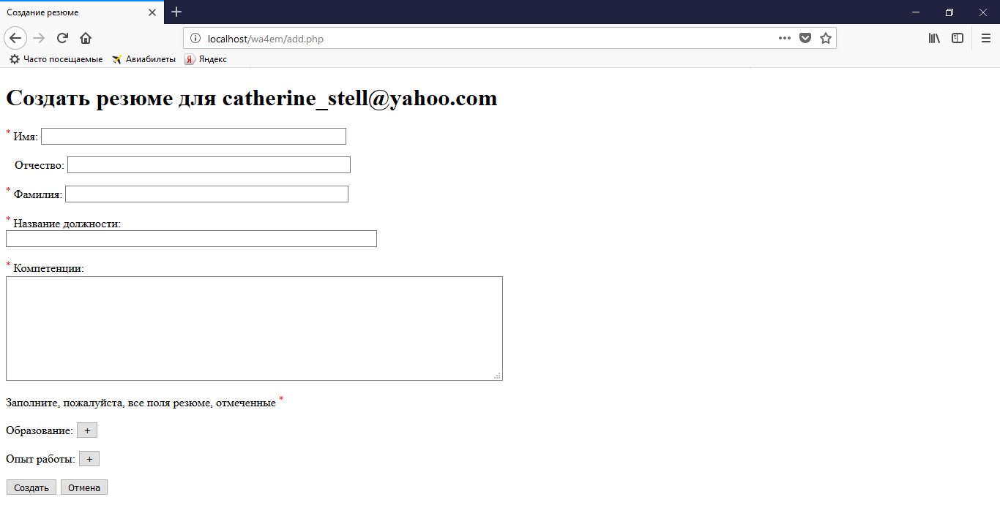 Создание резюме
localhost/wa4em/add.php
Часто посещаемые Авиабилеты Я Яндекс
Создать резюме для catherine_stell@yahoo.com
* Имя:
Отчество:
* Фамилия:
* Название должности:
* Компетенции:
Заполните, пожалуйста, все поля резюме, отмеченные *
Образование: +
Опыт работы: +
Создать Отмена